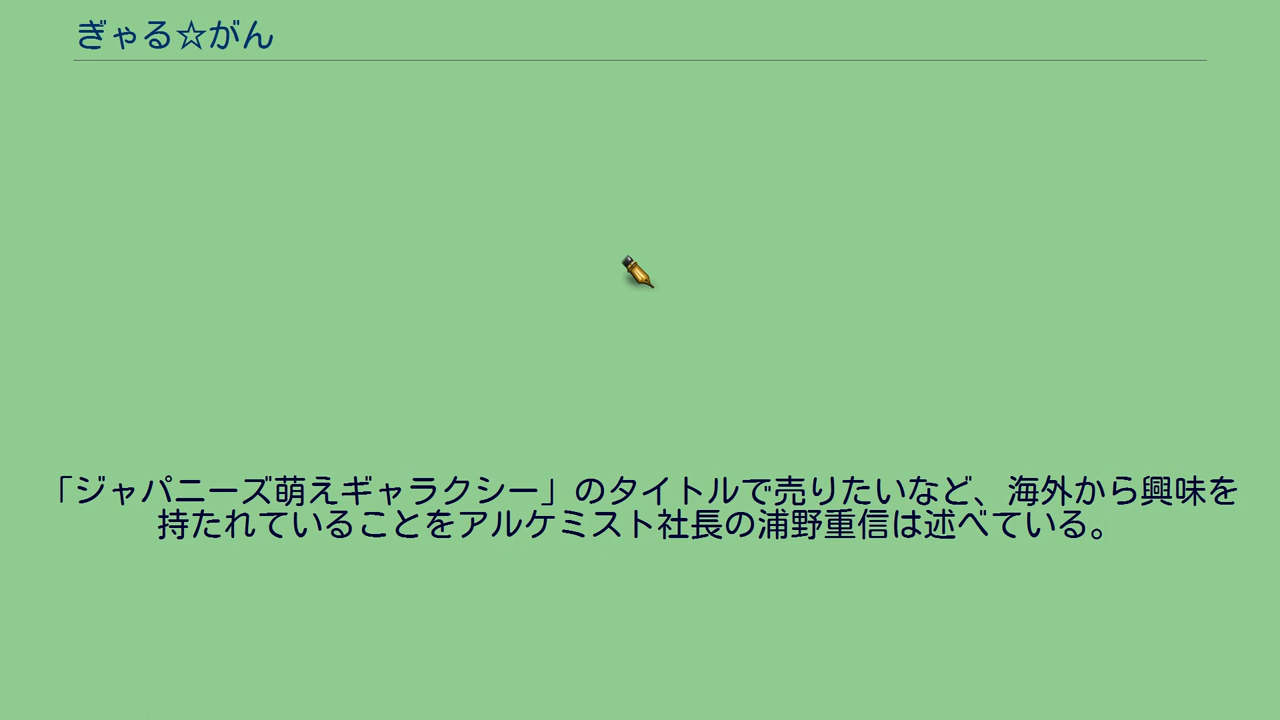 ぎゃる☆がん
「ジャパニーズ萌えギャラクシー」のタイトルで売りたいなど、海外から興味を
持たれていることをアルケミスト社長の浦野重信は述べている。